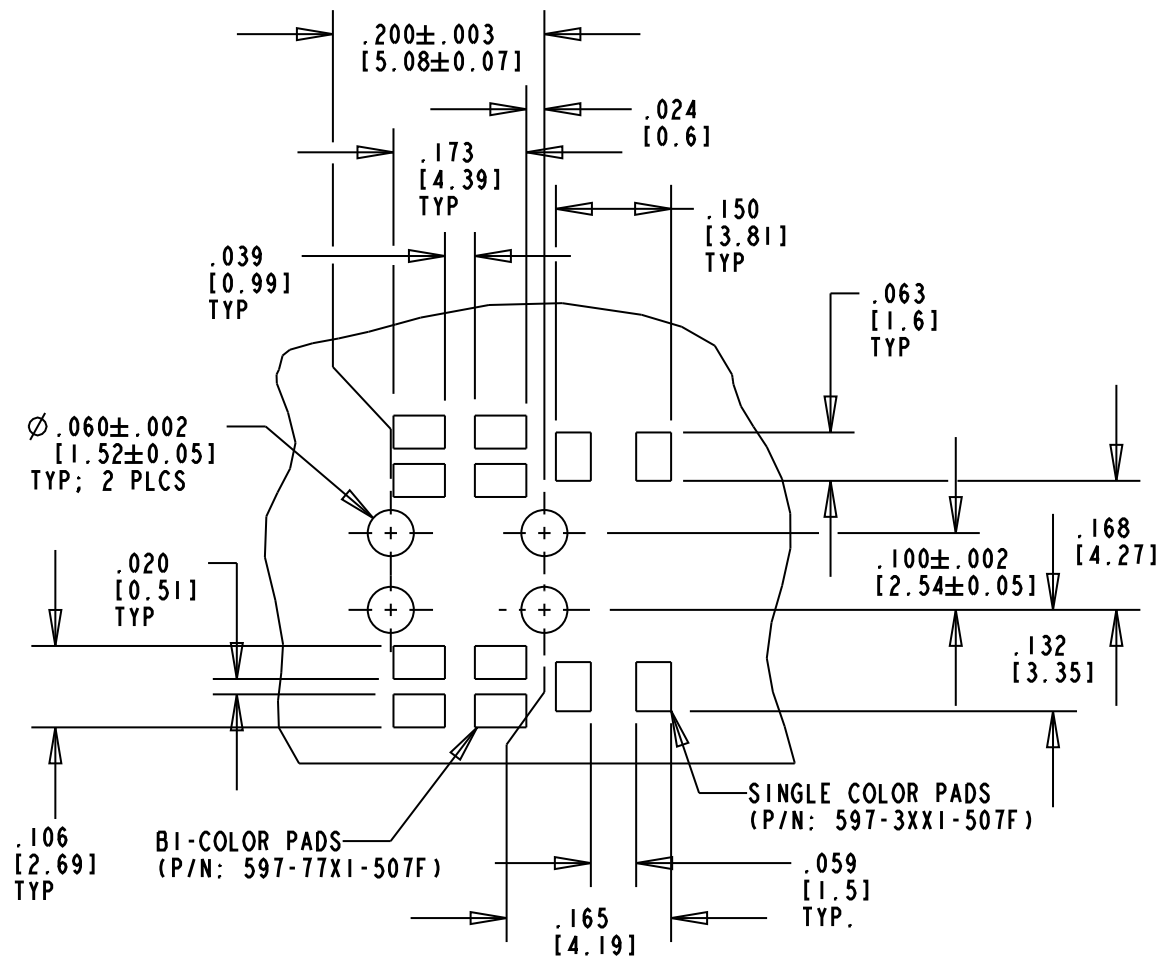 .200±.003
[5.08±0.07]
.024
[0.6]
.173
[4.39]
TYP
.150
[3.81]
TYP
.039
[0.99]
TYP
.063
[1.6]
TYP
Ø .060±.002
[1.52±0.05]
TYP; 2 PLCS
.168
[4.27]
.100±.002
[2.54±0.05]
.020
[0.51]
TYP
.132
[3.35]
SINGLE COLOR PADS
(P/N: 597-3XX1-507F)
.106
[2.69]
TYP
BI-COLOR PADS
(P/N: 597-77X1-507F)
.059
[1.5]
TYP.
.165
[4.19]